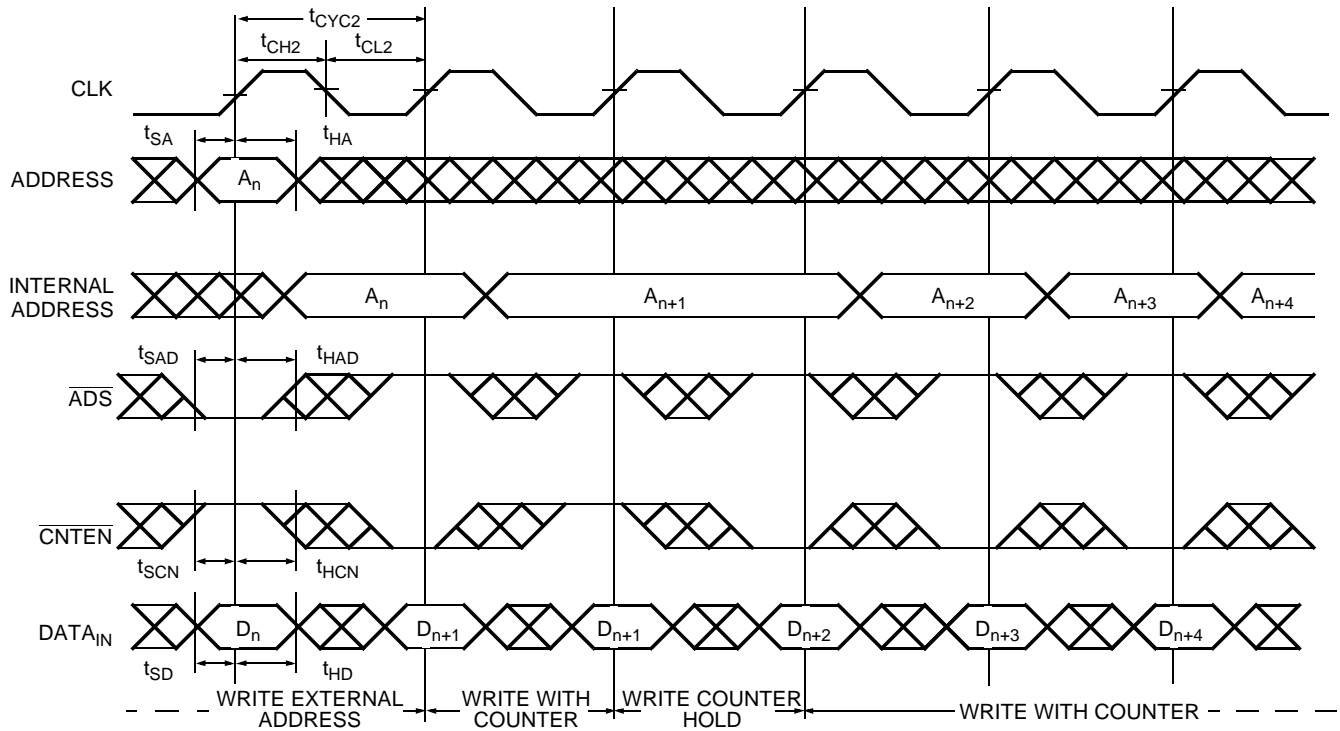 tCYC2
tCH2 tCL2
CLK
tSA tHA
ADDRESS An
INTERNAL
ADDRESS An An+1 An+2 An+3 An+4
tSAD tHAD
ADS
CNTEN
tSCN tHCN
DATAIN Dn Dn+1 Dn+1 Dn+2 Dn+3 Dn+4
tSD tHD
WRITE EXTERNAL
ADDRESS
WRITE WITH
COUNTER
WRITE COUNTER
HOLD
WRITE WITH COUNTER